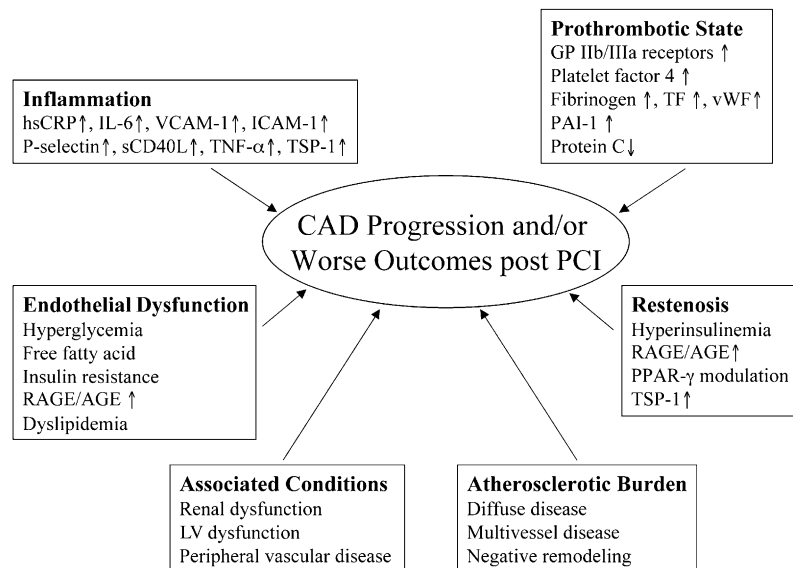 Prothrombotic State
GP IIb/IIIa receptors ↑
Platelet factor 4 ↑
Fibrinogen ↑, TF ↑, vWF↑
PAI-1 ↑
Protein C↓
Inflammation
hsCRP↑, IL-6↑, VCAM-1↑, ICAM-1↑
P-selectin↑, sCD40L↑, TNF-α↑, TSP-1↑
CAD Progression and/or
Worse Outcomes post PCI
Endothelial Dysfunction
Hyperglycemia
Free fatty acid
Insulin resistance
RAGE/AGE ↑
Dyslipidemia
Restenosis
Hyperinsulinemia
RAGE/AGE↑
PPAR-γ modulation
TSP-1↑
Associated Conditions
Renal dysfunction
LV dysfunction
Peripheral vascular disease
Atherosclerotic Burden
Diffuse disease
Multivessel disease
Negative remodeling